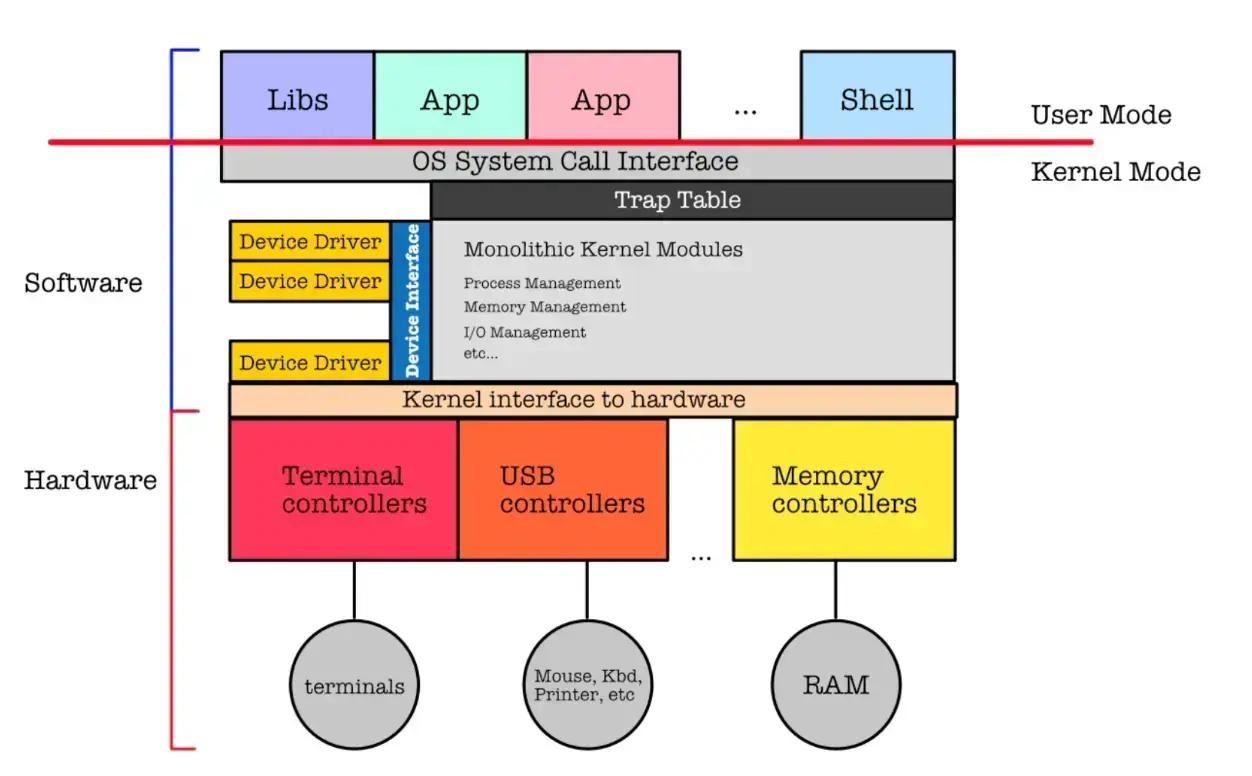 Libs
App
App
...
Shell
User Mode
OS System Call Interface
Kernel Mode
Trap Table
Device Driver
Device Driver
Device Driver
Device Interface
Monolithic Kernel Modules
Process Management
Memory Management
I/O Management
etc...
Software
Kernel interface to hardware
Hardware
Terminal
controllers
USB
controllers
...
Memory
controllers
terminals
Mouse, Kbd,
Printer, etc
RAM